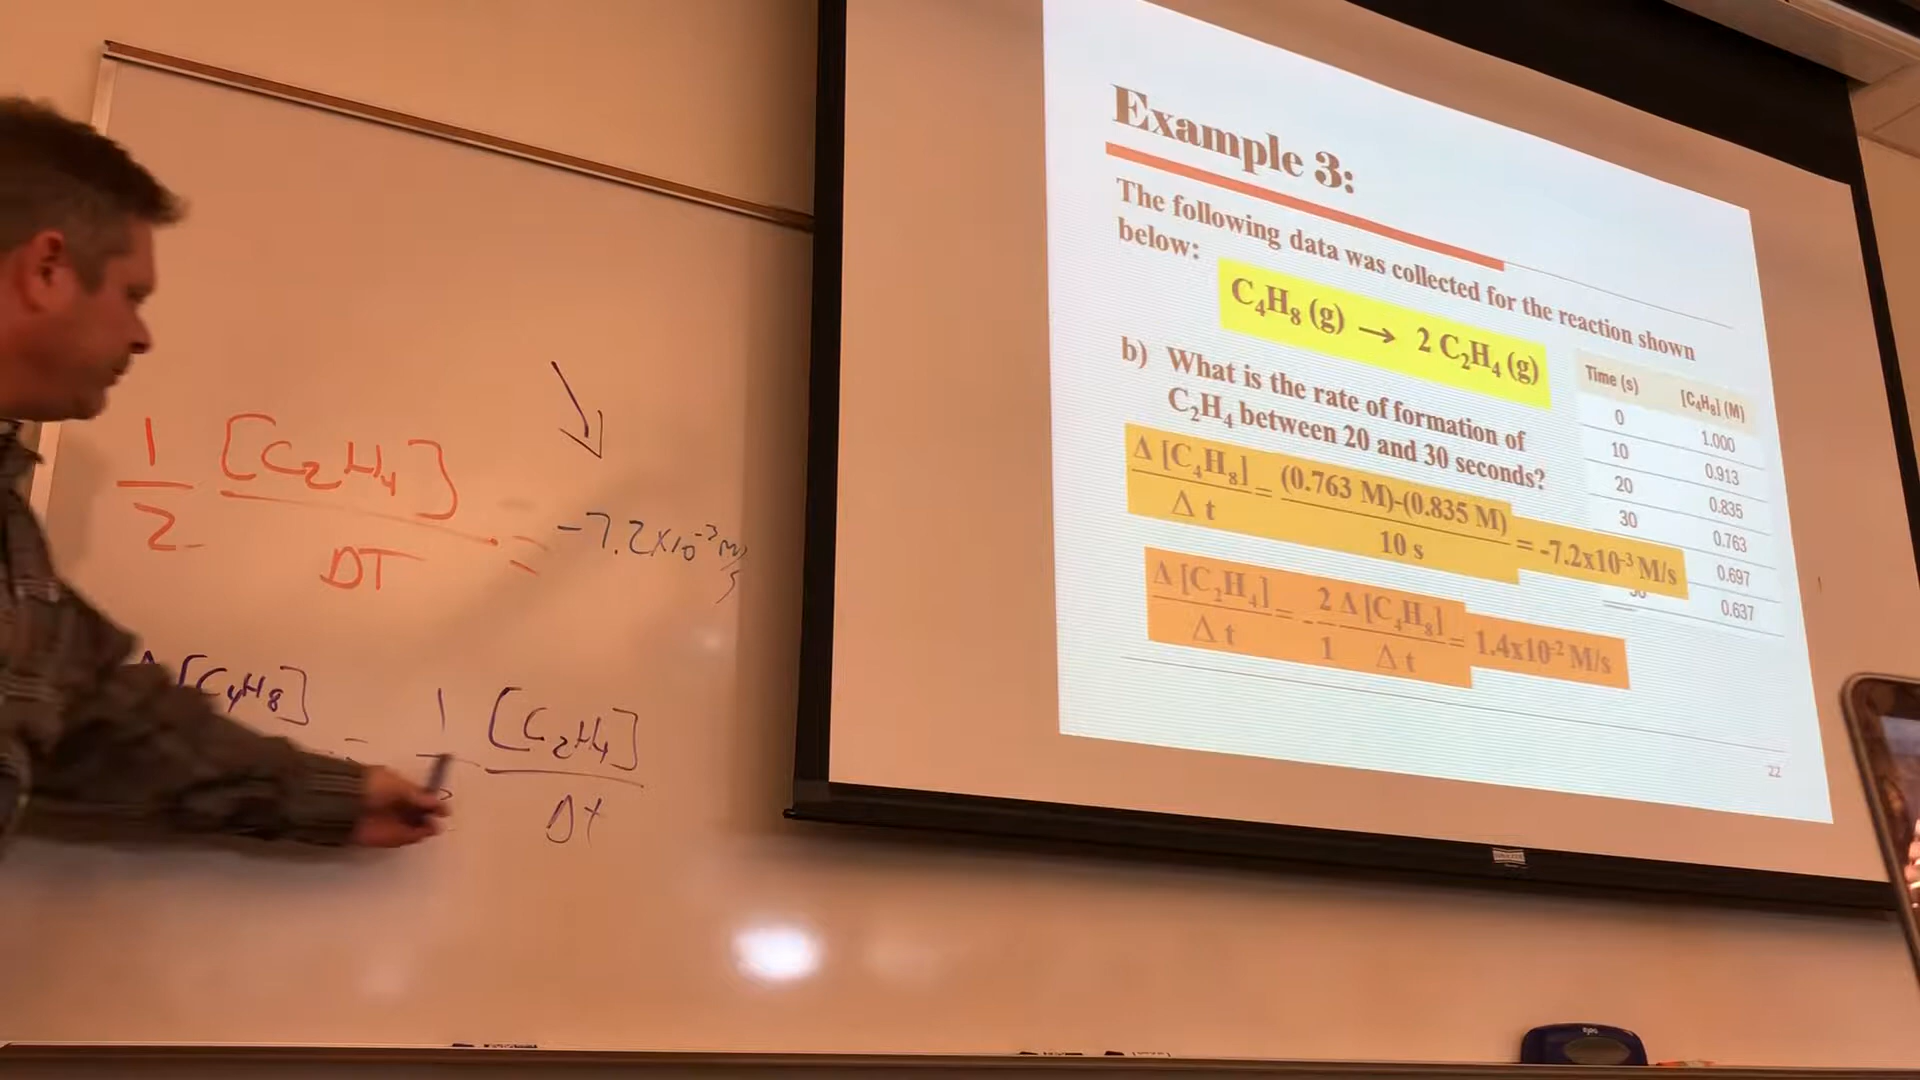 1/2 [C₂H₄]/DT = -7.2x10⁻³ M/s
[C₄H₈] = 1 [C₂H₄]/Δt
Example 3:
The following data was collected for the reaction shown
below:
C₄H₈ (g) → 2 C₂H₄ (g)
b) What is the rate of formation of
C₂H₄ between 20 and 30 seconds?
Δ [C₄H₈]/Δ t = (0.763 M)-(0.835 M)/10 s = -7.2x10⁻³ M/s
Δ [C₂H₄]/Δ t = - 2/1 Δ [C₄H₈]/Δ t = 1.4x10⁻² M/s
Time (s) [C₄H₈] (M)
0 1.000
10 0.913
20 0.835
30 0.763
0.697
0.637
22